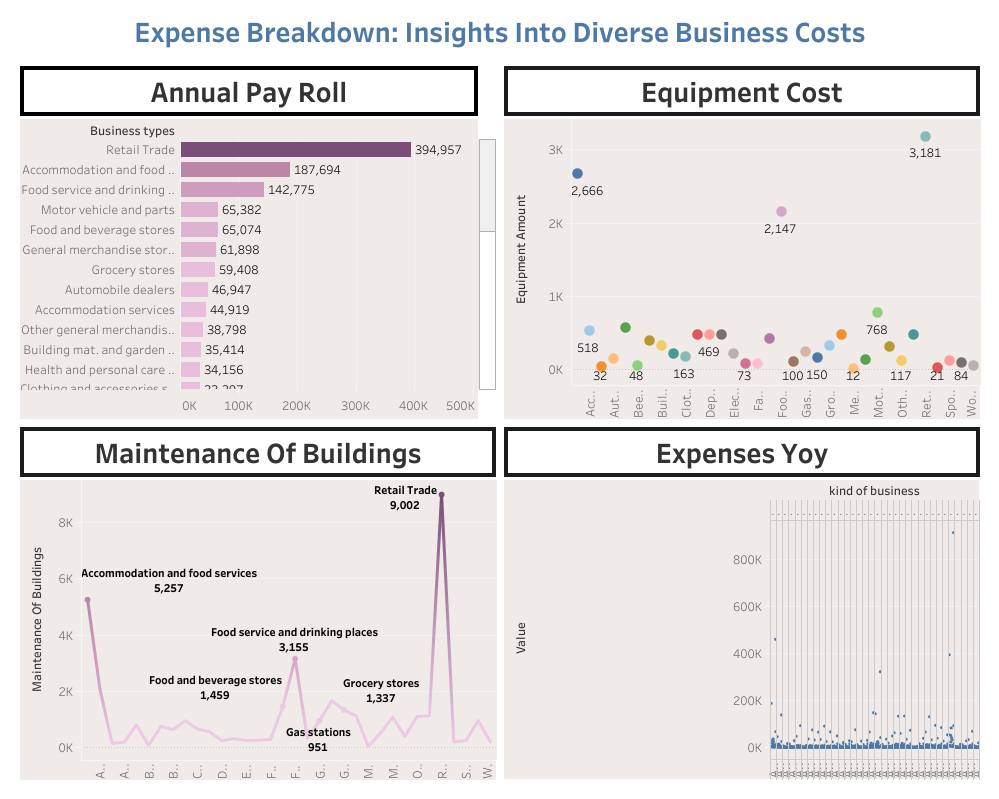 Expense Breakdown: Insights Into Diverse Business Costs
Annual Pay Roll
Business types
Retail Trade 394,957
Accommodation and food .. 187,694
Food service and drinking .. 142,775
Motor vehicle and parts 65,382
Food and beverage stores 65,074
General merchandise stor.. 61,898
Grocery stores 59,408
Automobile dealers 46,947
Accommodation services 44,919
Other general merchandis.. 38,798
Building mat. and garden .. 35,414
Health and personal care .. 34,156
Clothing and accessories s..
0K 100K 200K 300K 400K 500K
Equipment Cost
Equipment Amount
3K
2K
1K
0K
2,666
3,181
2,147
518
768
469
32 48 163 73 100 150 12 117 21 84
Acc.. Aut.. Bee.. Buil.. Clot.. Dep.. Elec.. Fa.. Foo.. Gas.. Gro.. Me.. Mot.. Oth.. Ret.. Spo.. Wo..
Maintenance Of Buildings
Maintenance Of Buildings
8K
6K
4K
2K
0K
Retail Trade
9,002
Accommodation and food services
5,257
Food service and drinking places
3,155
Food and beverage stores
1,459
Grocery stores
1,337
Gas stations
951
A.. A.. B.. B.. C.. D.. E.. F.. F.. G.. G.. M.. M.. O.. R.. S.. W..
Expenses Yoy
kind of business
Value
800K
600K
400K
200K
0K